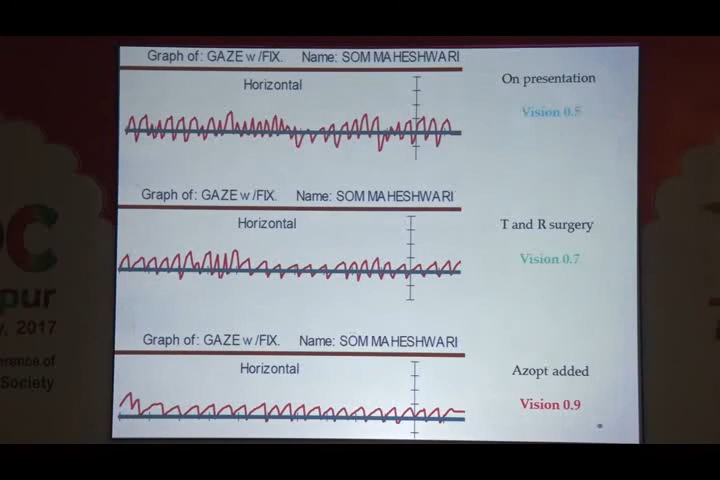 Graph of: GAZE w /FIX. Name: SOM MAHESHWARI
Horizontal
On presentation
Vision 0.5
Graph of: GAZE w /FIX. Name: SOM MAHESHWARI
Horizontal
T and R surgery
Vision 0.7
Graph of: GAZE w /FIX. Name: SOM MAHESHWARI
Horizontal
Azopt added
Vision 0.9
OC
pur
, 2017
erence of
Society